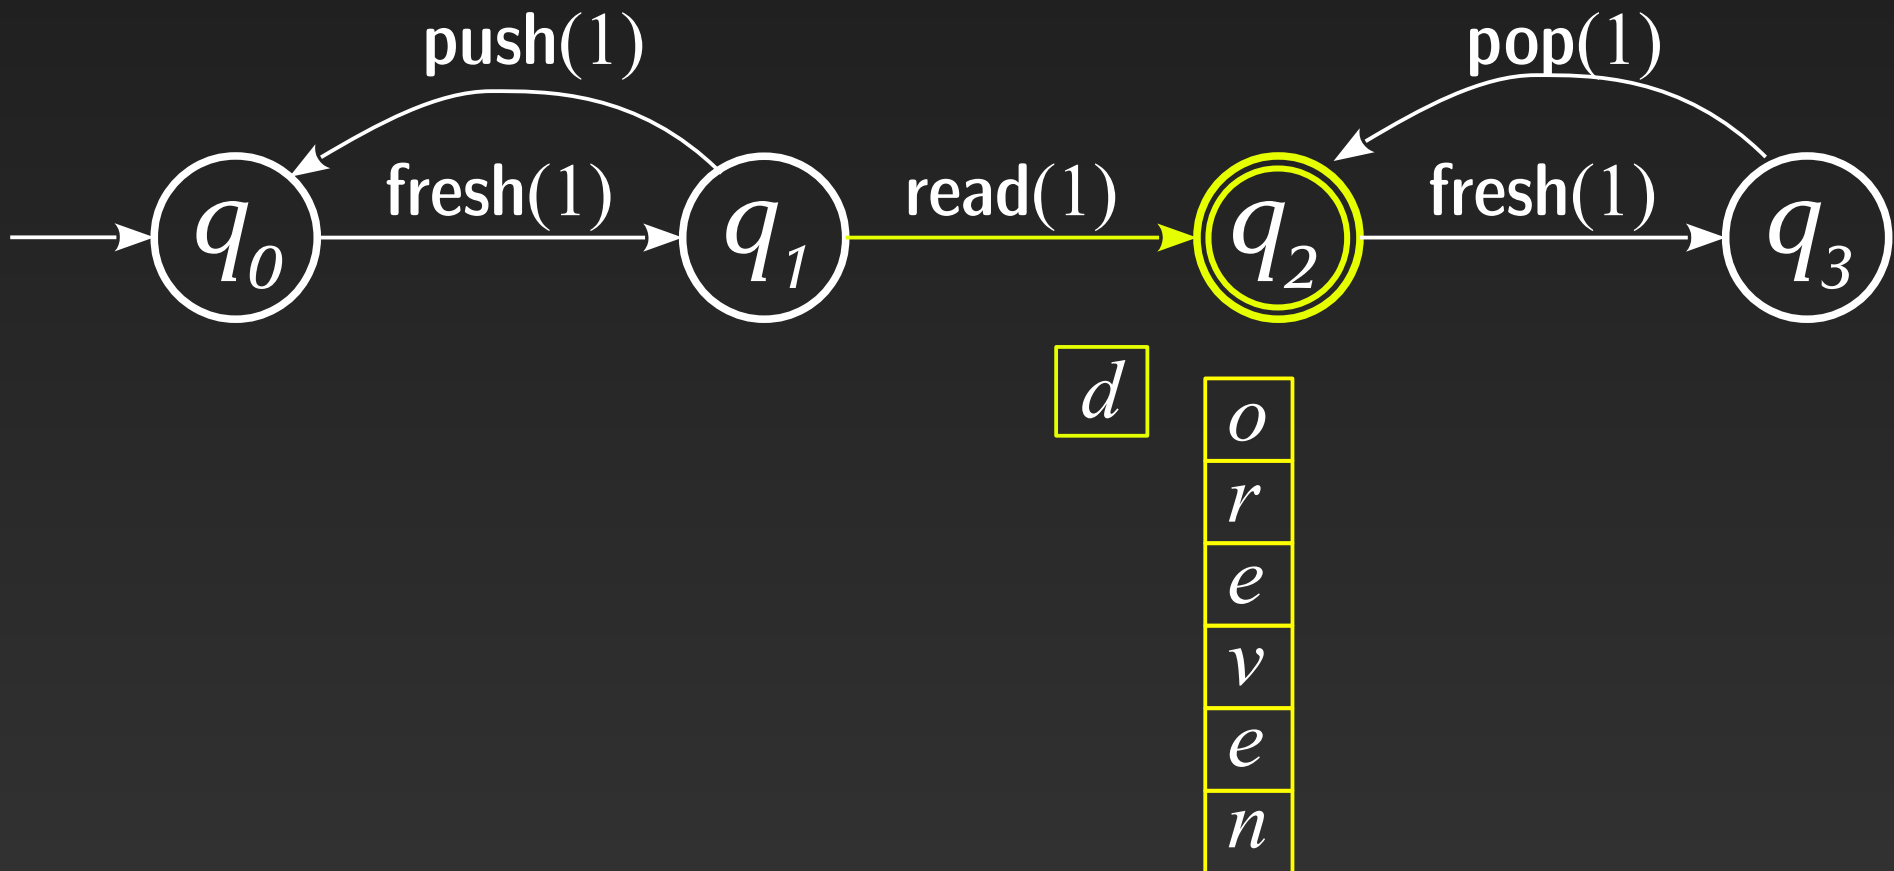 push(1) pop(1)
q0 fresh(1) q1 read(1) q2 fresh(1) q3
d
o
r
e
v
e
n